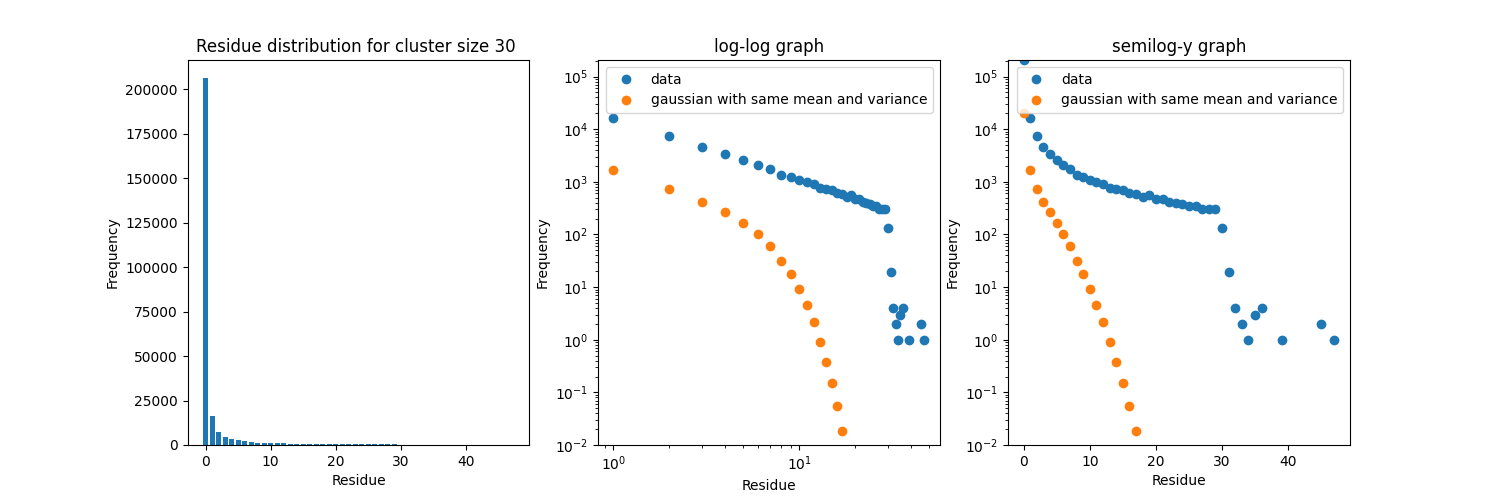 Residue distribution for cluster size 30
200000
175000
150000
125000
100000
75000
50000
25000
0
Frequency
0 10 20 30 40
Residue
log-log graph
data
gaussian with same mean and variance
10^5
10^4
10^3
10^2
10^1
10^0
10^-1
10^-2
Frequency
10^0 10^1
Residue
semilog-y graph
data
gaussian with same mean and variance
10^5
10^4
10^3
10^2
10^1
10^0
10^-1
10^-2
Frequency
0 10 20 30 40
Residue